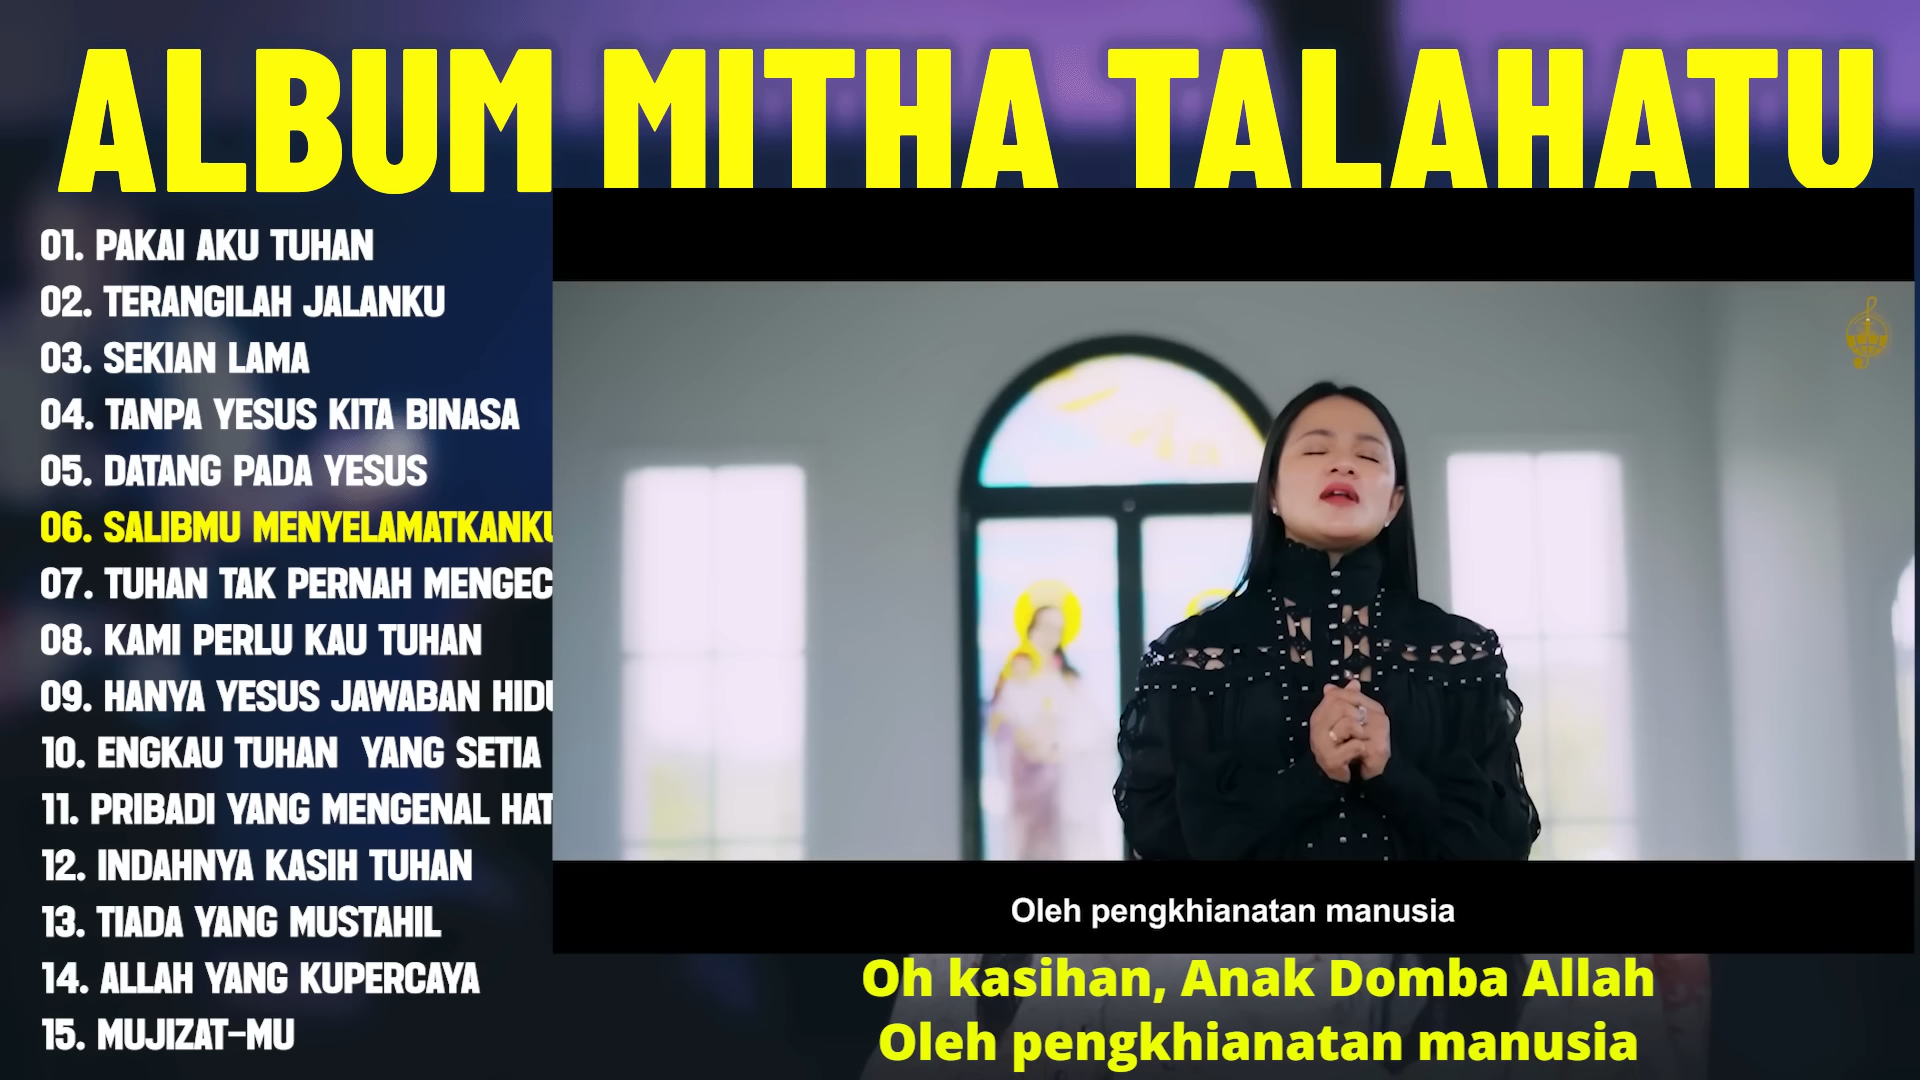 ALBUM MITHA TALAHATU
01. PAKAI AKU TUHAN
02. TERANGILAH JALANKU
03. SEKIAN LAMA
04. TANPA YESUS KITA BINASA
05. DATANG PADA YESUS
06. SALIBMU MENYELAMATKANKU
07. TUHAN TAK PERNAH MENGEC
08. KAMI PERLU KAU TUHAN
09. HANYA YESUS JAWABAN HIDU
10. ENGKAU TUHAN YANG SETIA
11. PRIBADI YANG MENGENAL HAT
12. INDAHNYA KASIH TUHAN
13. TIADA YANG MUSTAHIL
14. ALLAH YANG KUPERCAYA
15. MUJIZAT-MU
Oleh pengkhianatan manusia
Oh kasihan, Anak Domba Allah
Oleh pengkhianatan manusia